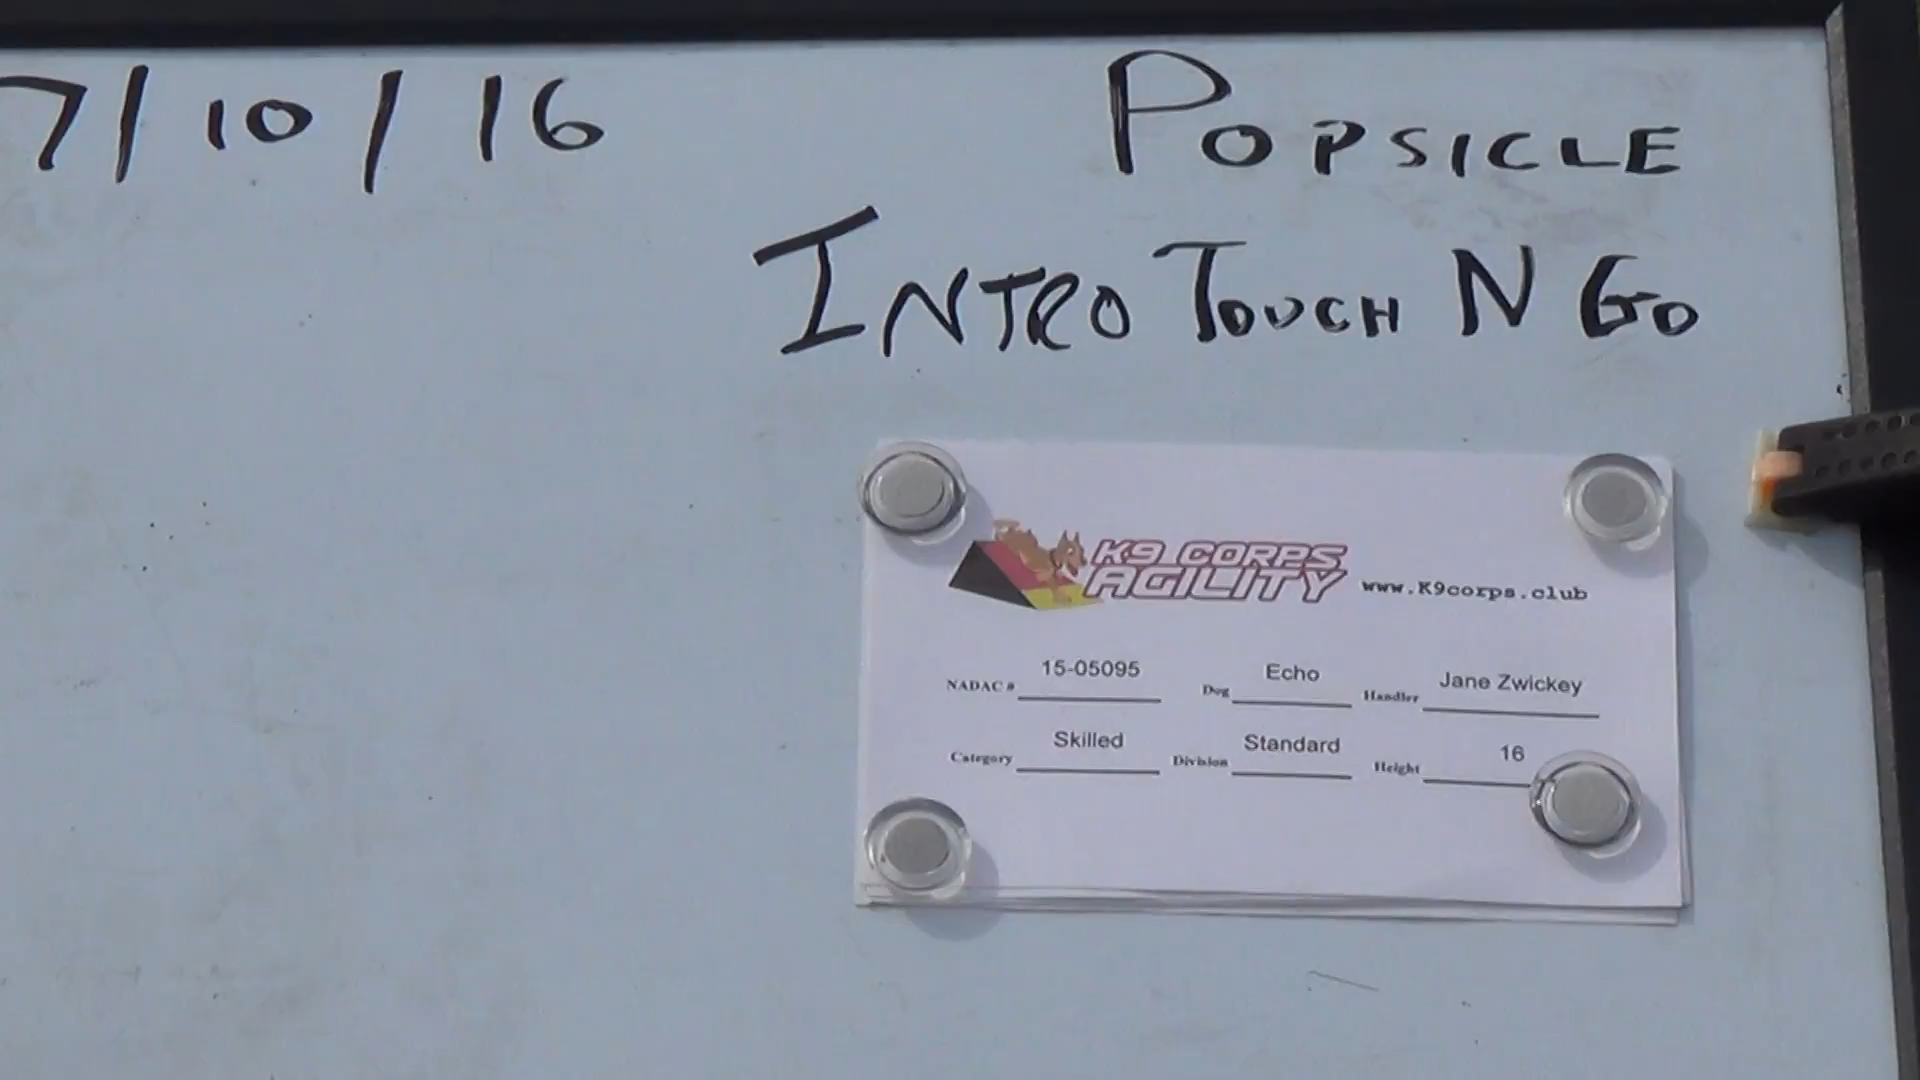 7/10/16 POPSICLE
INTRO TOUCH N GO
K9 CORPS
AGILITY www.K9corps.club
NADAC # 15-05095 Dog Echo Handler Jane Zwickey
Category Skilled Division Standard Height 16